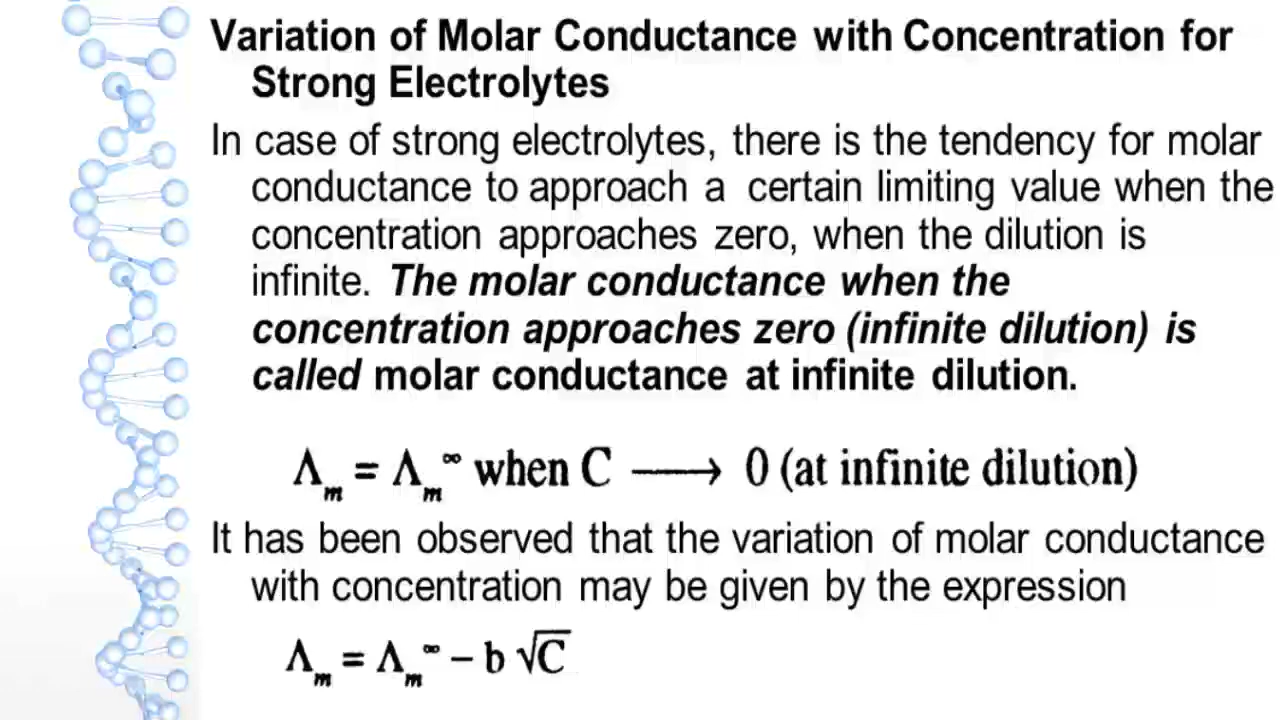 Variation of Molar Conductance with Concentration for
Strong Electrolytes
In case of strong electrolytes, there is the tendency for molar
conductance to approach a certain limiting value when the
concentration approaches zero, when the dilution is
infinite. The molar conductance when the
concentration approaches zero (infinite dilution) is
called molar conductance at infinite dilution.
Λₘ = Λₘ^∞ when C ⟶ 0 (at infinite dilution)
It has been observed that the variation of molar conductance
with concentration may be given by the expression
Λₘ = Λₘ^∞ – b √C